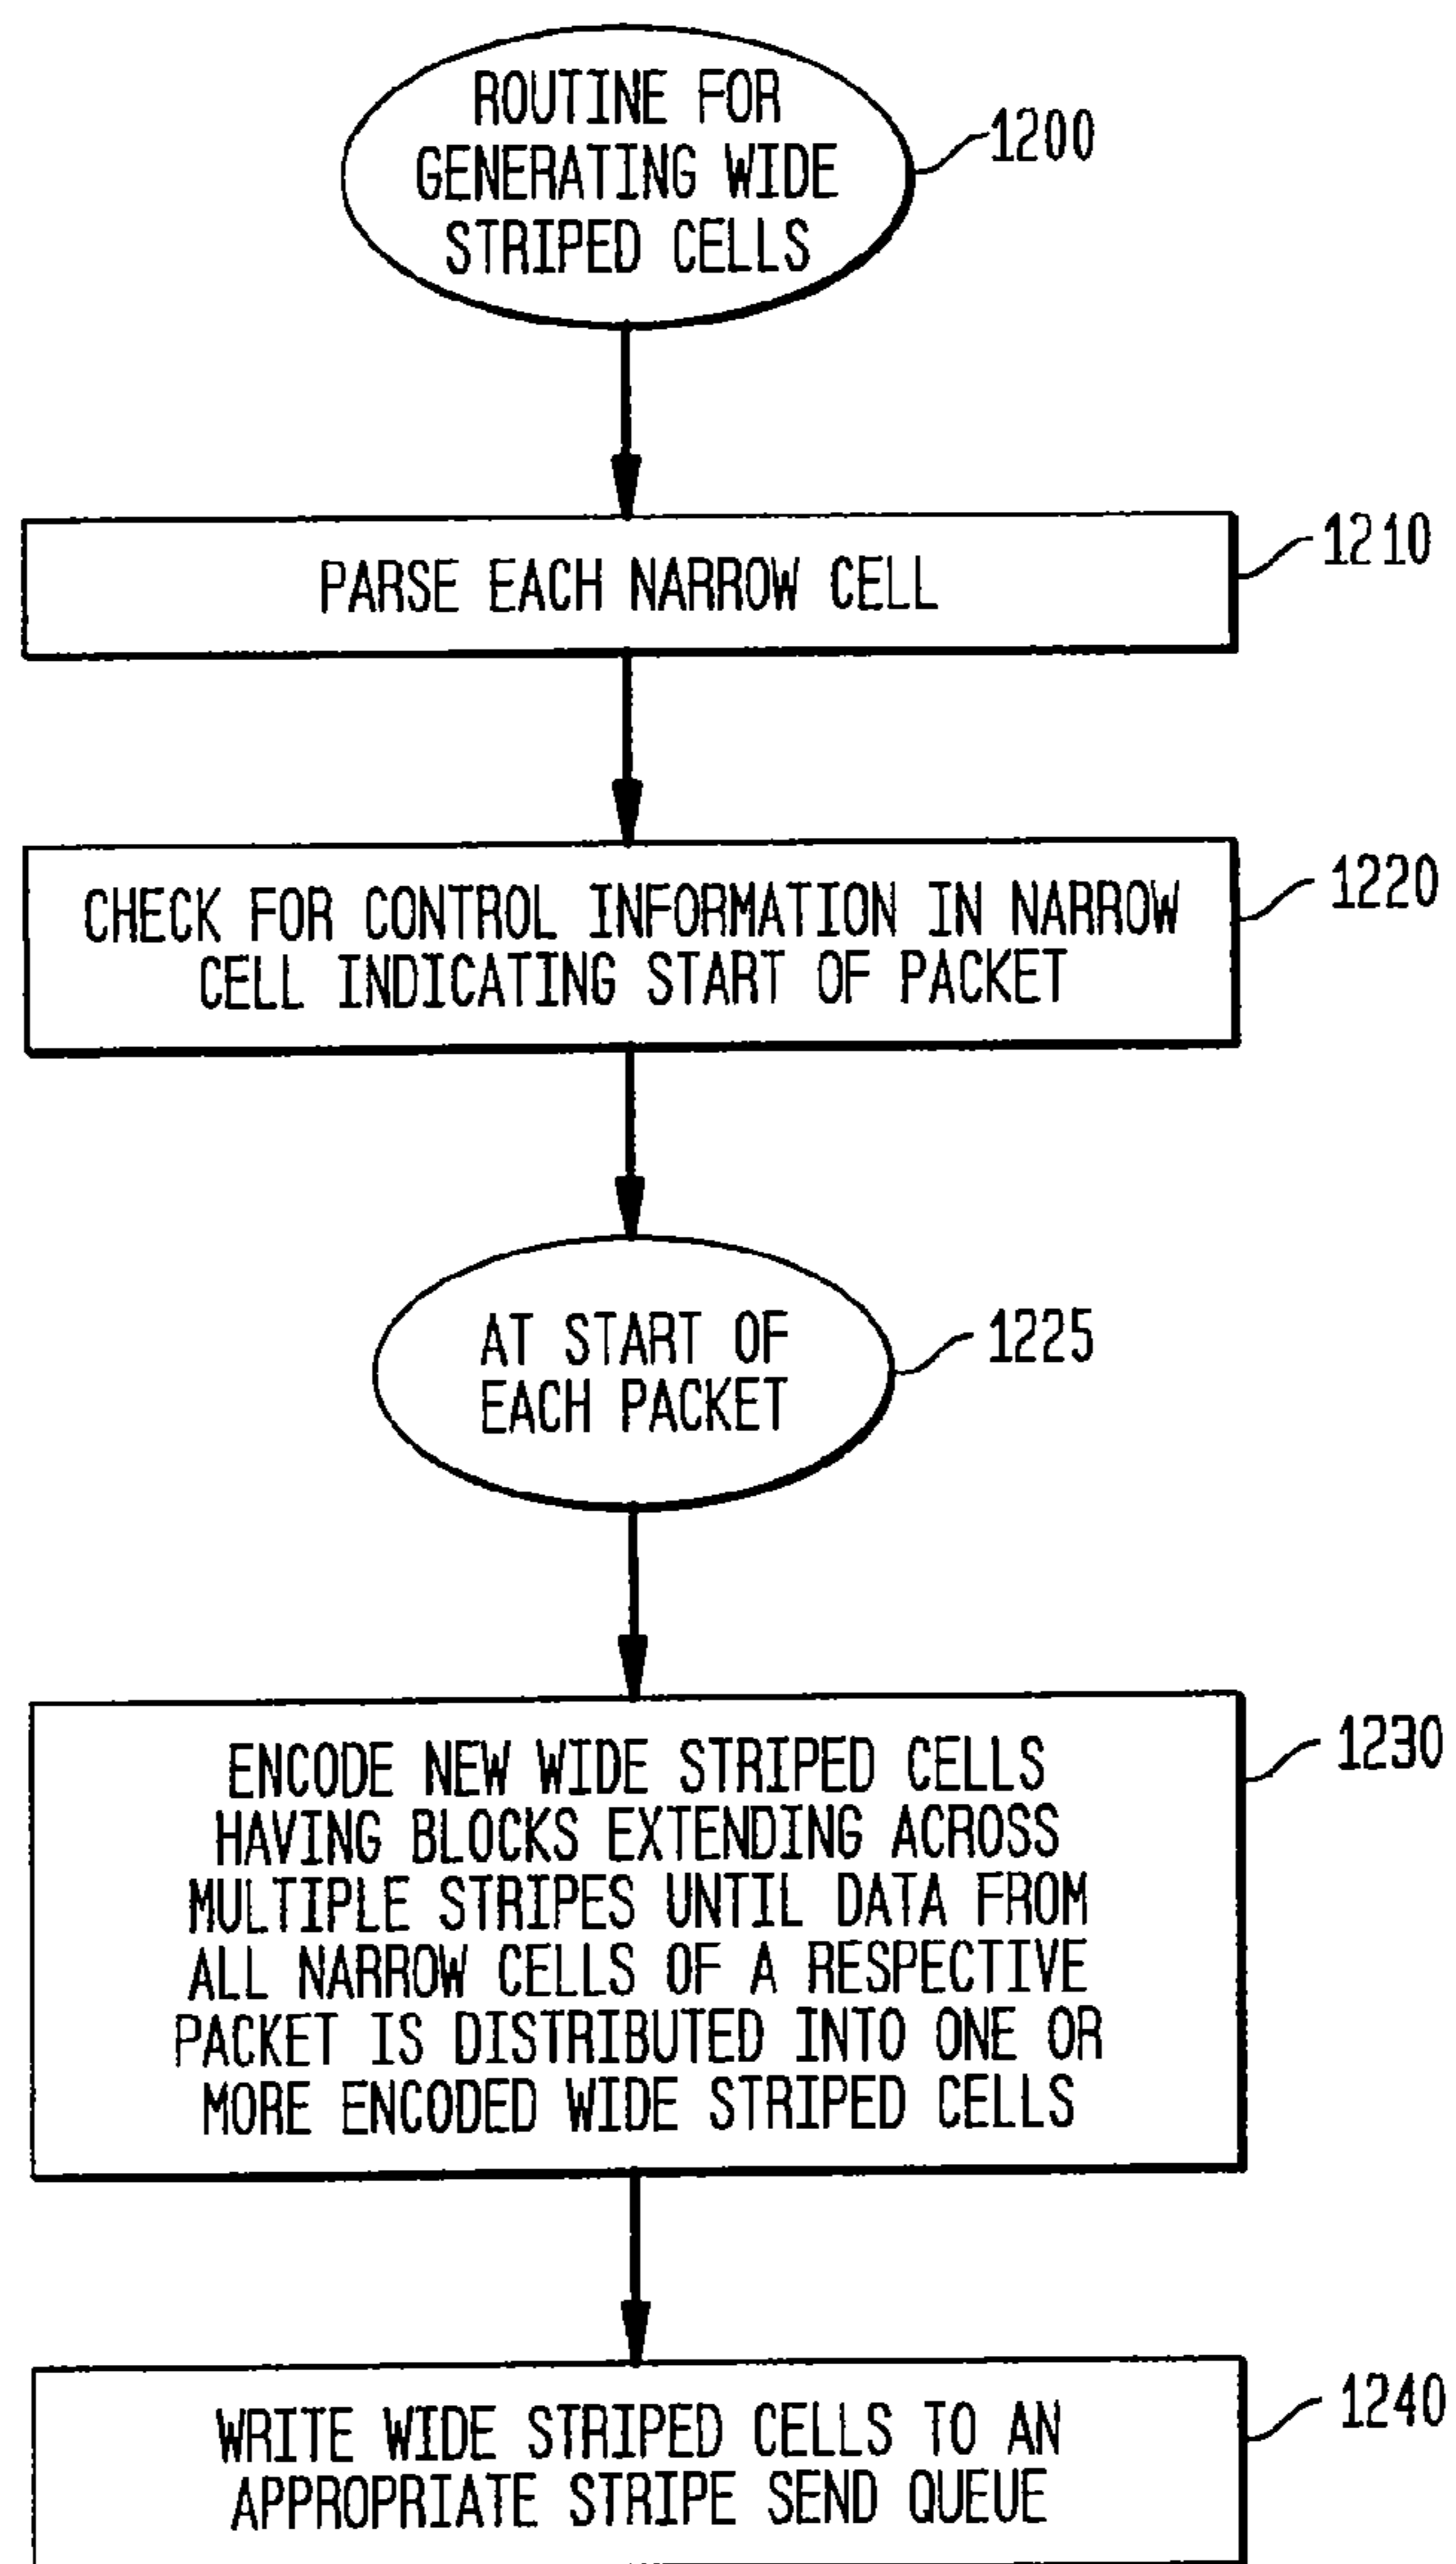 ROUTINE FOR
GENERATING WIDE
STRIPED CELLS
1200
PARSE EACH NARROW CELL
1210
CHECK FOR CONTROL INFORMATION IN NARROW
CELL INDICATING START OF PACKET
1220
AT START OF
EACH PACKET
1225
ENCODE NEW WIDE STRIPED CELLS
HAVING BLOCKS EXTENDING ACROSS
MULTIPLE STRIPES UNTIL DATA FROM
ALL NARROW CELLS OF A RESPECTIVE
PACKET IS DISTRIBUTED INTO ONE OR
MORE ENCODED WIDE STRIPED CELLS
1230
WRITE WIDE STRIPED CELLS TO AN
APPROPRIATE STRIPE SEND QUEUE
1240